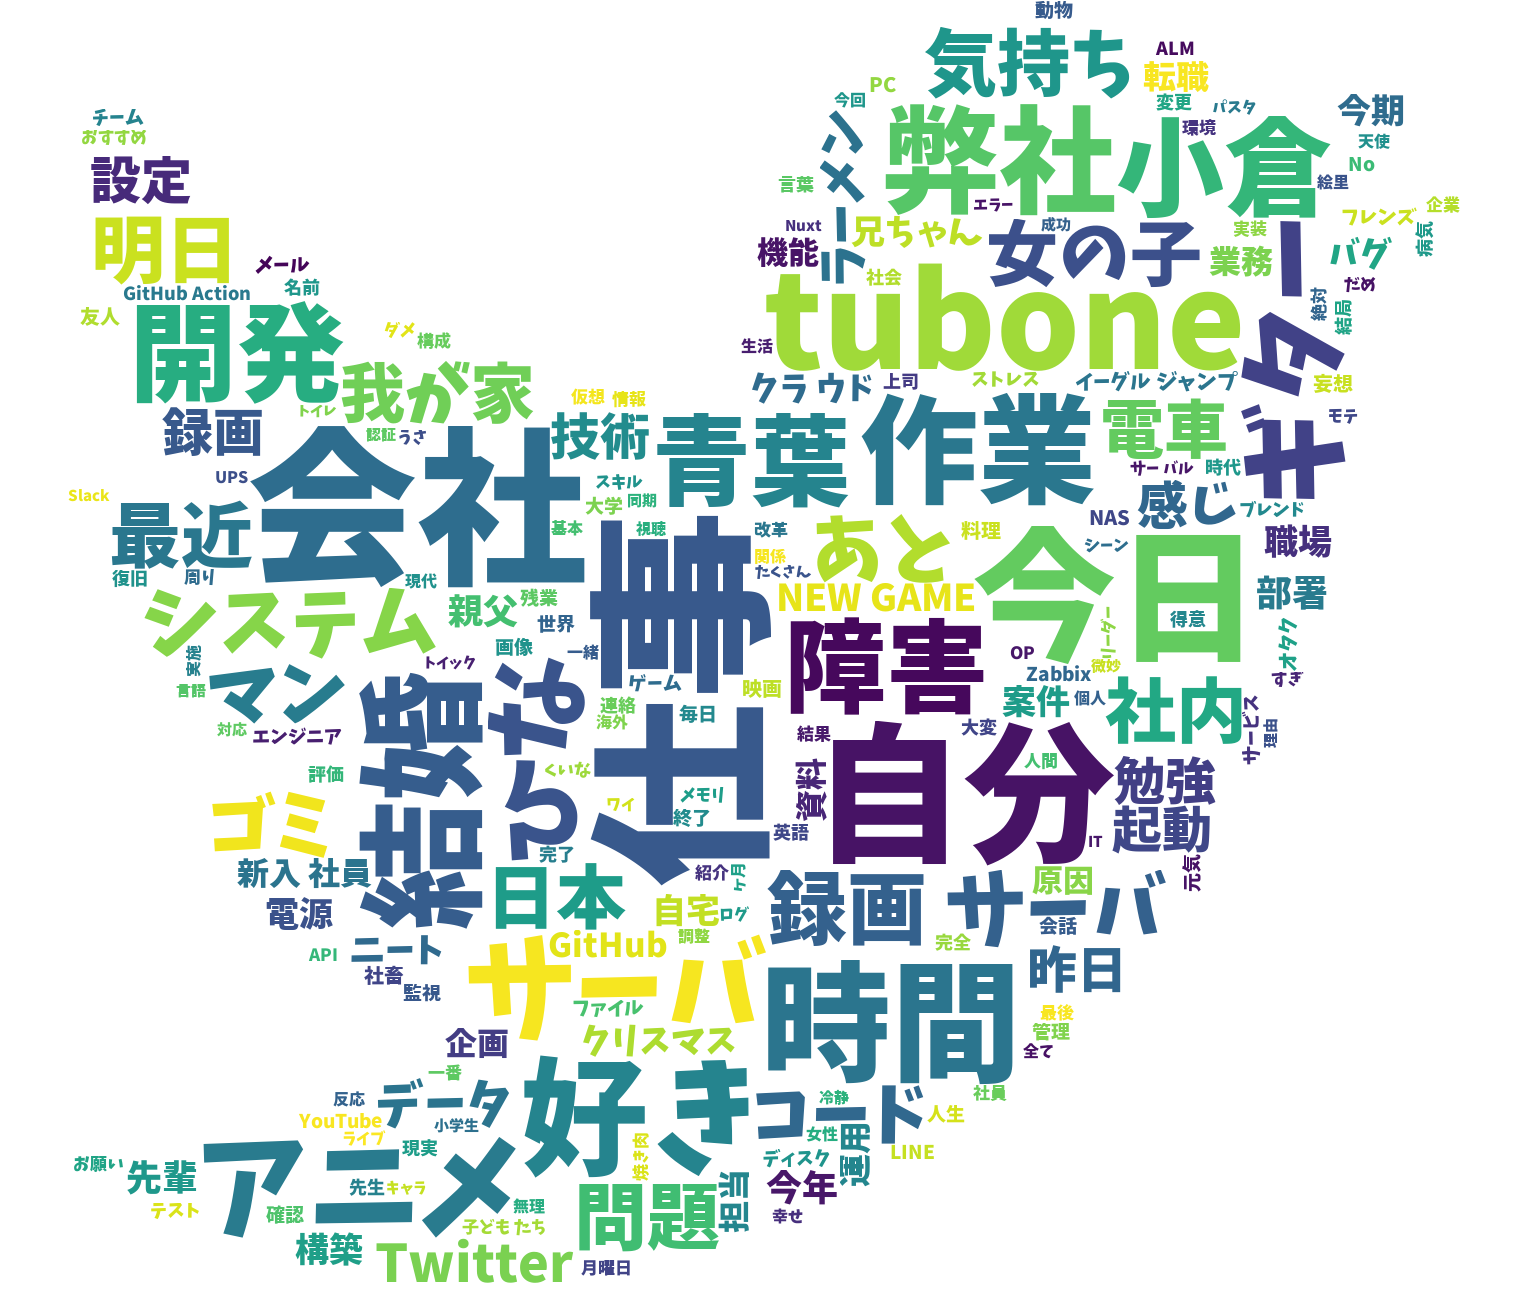 動物
気持ち
ALM
転職
PC
今回
変更
パスタ
今期
チーム
おすすめ
ラーメン
弊社
小倉
環境
天使
No
設定
言葉
絵里
エラー
企業
フレンズ
明日
Nuxt
兄ちゃん
女の子
成功
実装
業務
バグ
病気
機能
メール
社会
だめ
GitHub Action
名前
tubone
ギター
絶対
結局
友人
開発
ダメ
構成
生活
我が家
クラウド
上司
ストレス
イーグル ジャンプ
妄想
トイレ
仮想
情報
録画
認証
うさ
技術
青葉
作業
電車
モテ
会社
UPS
スキル
サーバル
時代
Slack
大学
同期
最近
NAS
感じ
ブレンド
基本
視聴
改革
あと
料理
シーン
職場
関係
たくさん
復旧
周り
現代
今日
部署
システム
親父
残業
NEW GAME
世界
事
障害
得意
リーダー
オタク
実施
画像
一緒
トイック
OP
微妙
マン
ゲーム
Zabbix
すぎ
言語
結婚
ひな
映画
案件
個人
社内
連絡
海外
毎日
サービス
対応
エンジニア
仕
結果
大変
理由
自分
人間
評価
くいな
資料
勉強
ゴミ
ワイ
メモリ
終了
英語
起動
IT
完了
新入 社員
紹介
ヶ月
元気
日本
録画
サーバ
原因
電源
自宅
ログ
会話
API
ニート
GitHub
調整
完全
昨日
社畜
監視
サーバ
時間
ファイル
最後
企画
クリスマス
管理
全て
一番
反応
データ
好き
コード
冷静
社員
YouTube
小学生
人生
ライブ
現実
女性
運用
LINE
お願い
先輩
アニメ
焼き肉
ディスク
先生
キャラ
担当
今年
テスト
確認
無理
問題
幸せ
子ども たち
構築
Twitter
月曜日